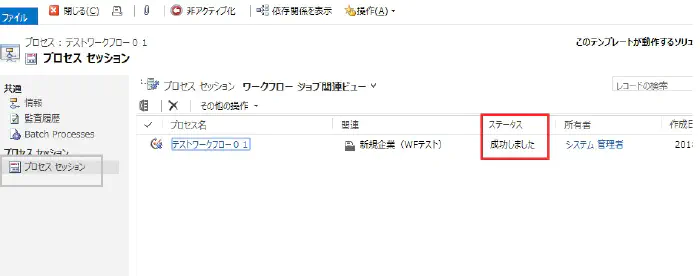 ファイル
閉じる(C)
非アクティブ化
依存関係を表示
操作(A)
プロセス : テストワークフロー０１
プロセス セッション
このテンプレートが動作するソリュ
共通
情報
監査履歴
Batch Processes
プロセス セッション
プロセス セッション
プロセス セッション ワークフロー ジョブ関連ビュー
レコードの検索
その他の操作
プロセス名 関連 ステータス 所有者 作成日
テストワークフロー０１ 新規企業（WFテスト） 成功しました システム 管理者 201